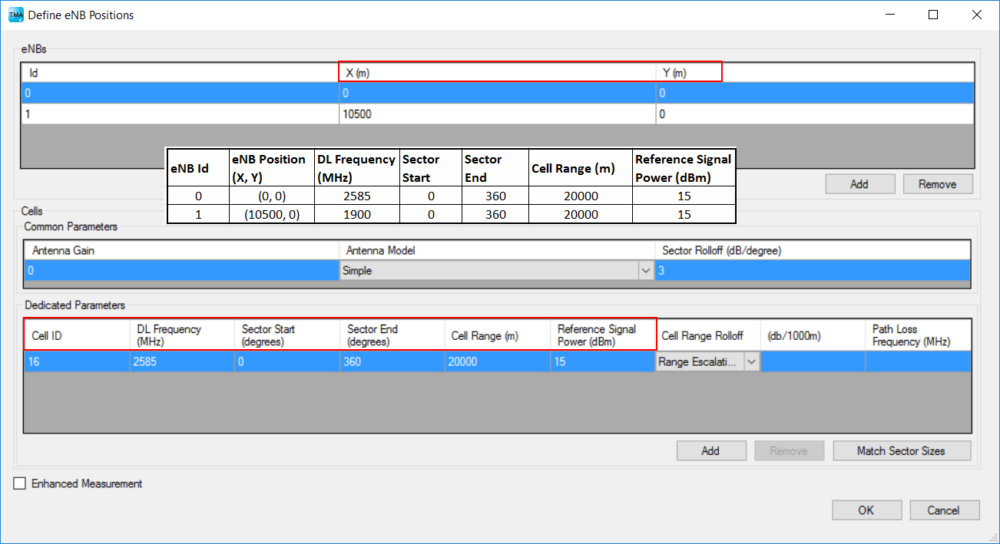 TMA Define eNB Positions
eNBs
Id X (m) Y (m)
0 0 0
1 10500 0
eNB Id eNB Position (X, Y) DL Frequency (MHz) Sector Start Sector End Cell Range (m) Reference Signal Power (dBm)
0 (0, 0) 2585 0 360 20000 15
1 (10500, 0) 1900 0 360 20000 15
Add Remove
Cells
Common Parameters
Antenna Gain Antenna Model Sector Rolloff (dB/degree)
0 Simple 3
Dedicated Parameters
Cell ID DL Frequency (MHz) Sector Start (degrees) Sector End (degrees) Cell Range (m) Reference Signal Power (dBm) Cell Range Rolloff (db/1000m) Path Loss Frequency (MHz)
16 2585 0 360 20000 15 Range Escalati...
Add Remove Match Sector Sizes
Enhanced Measurement
OK Cancel